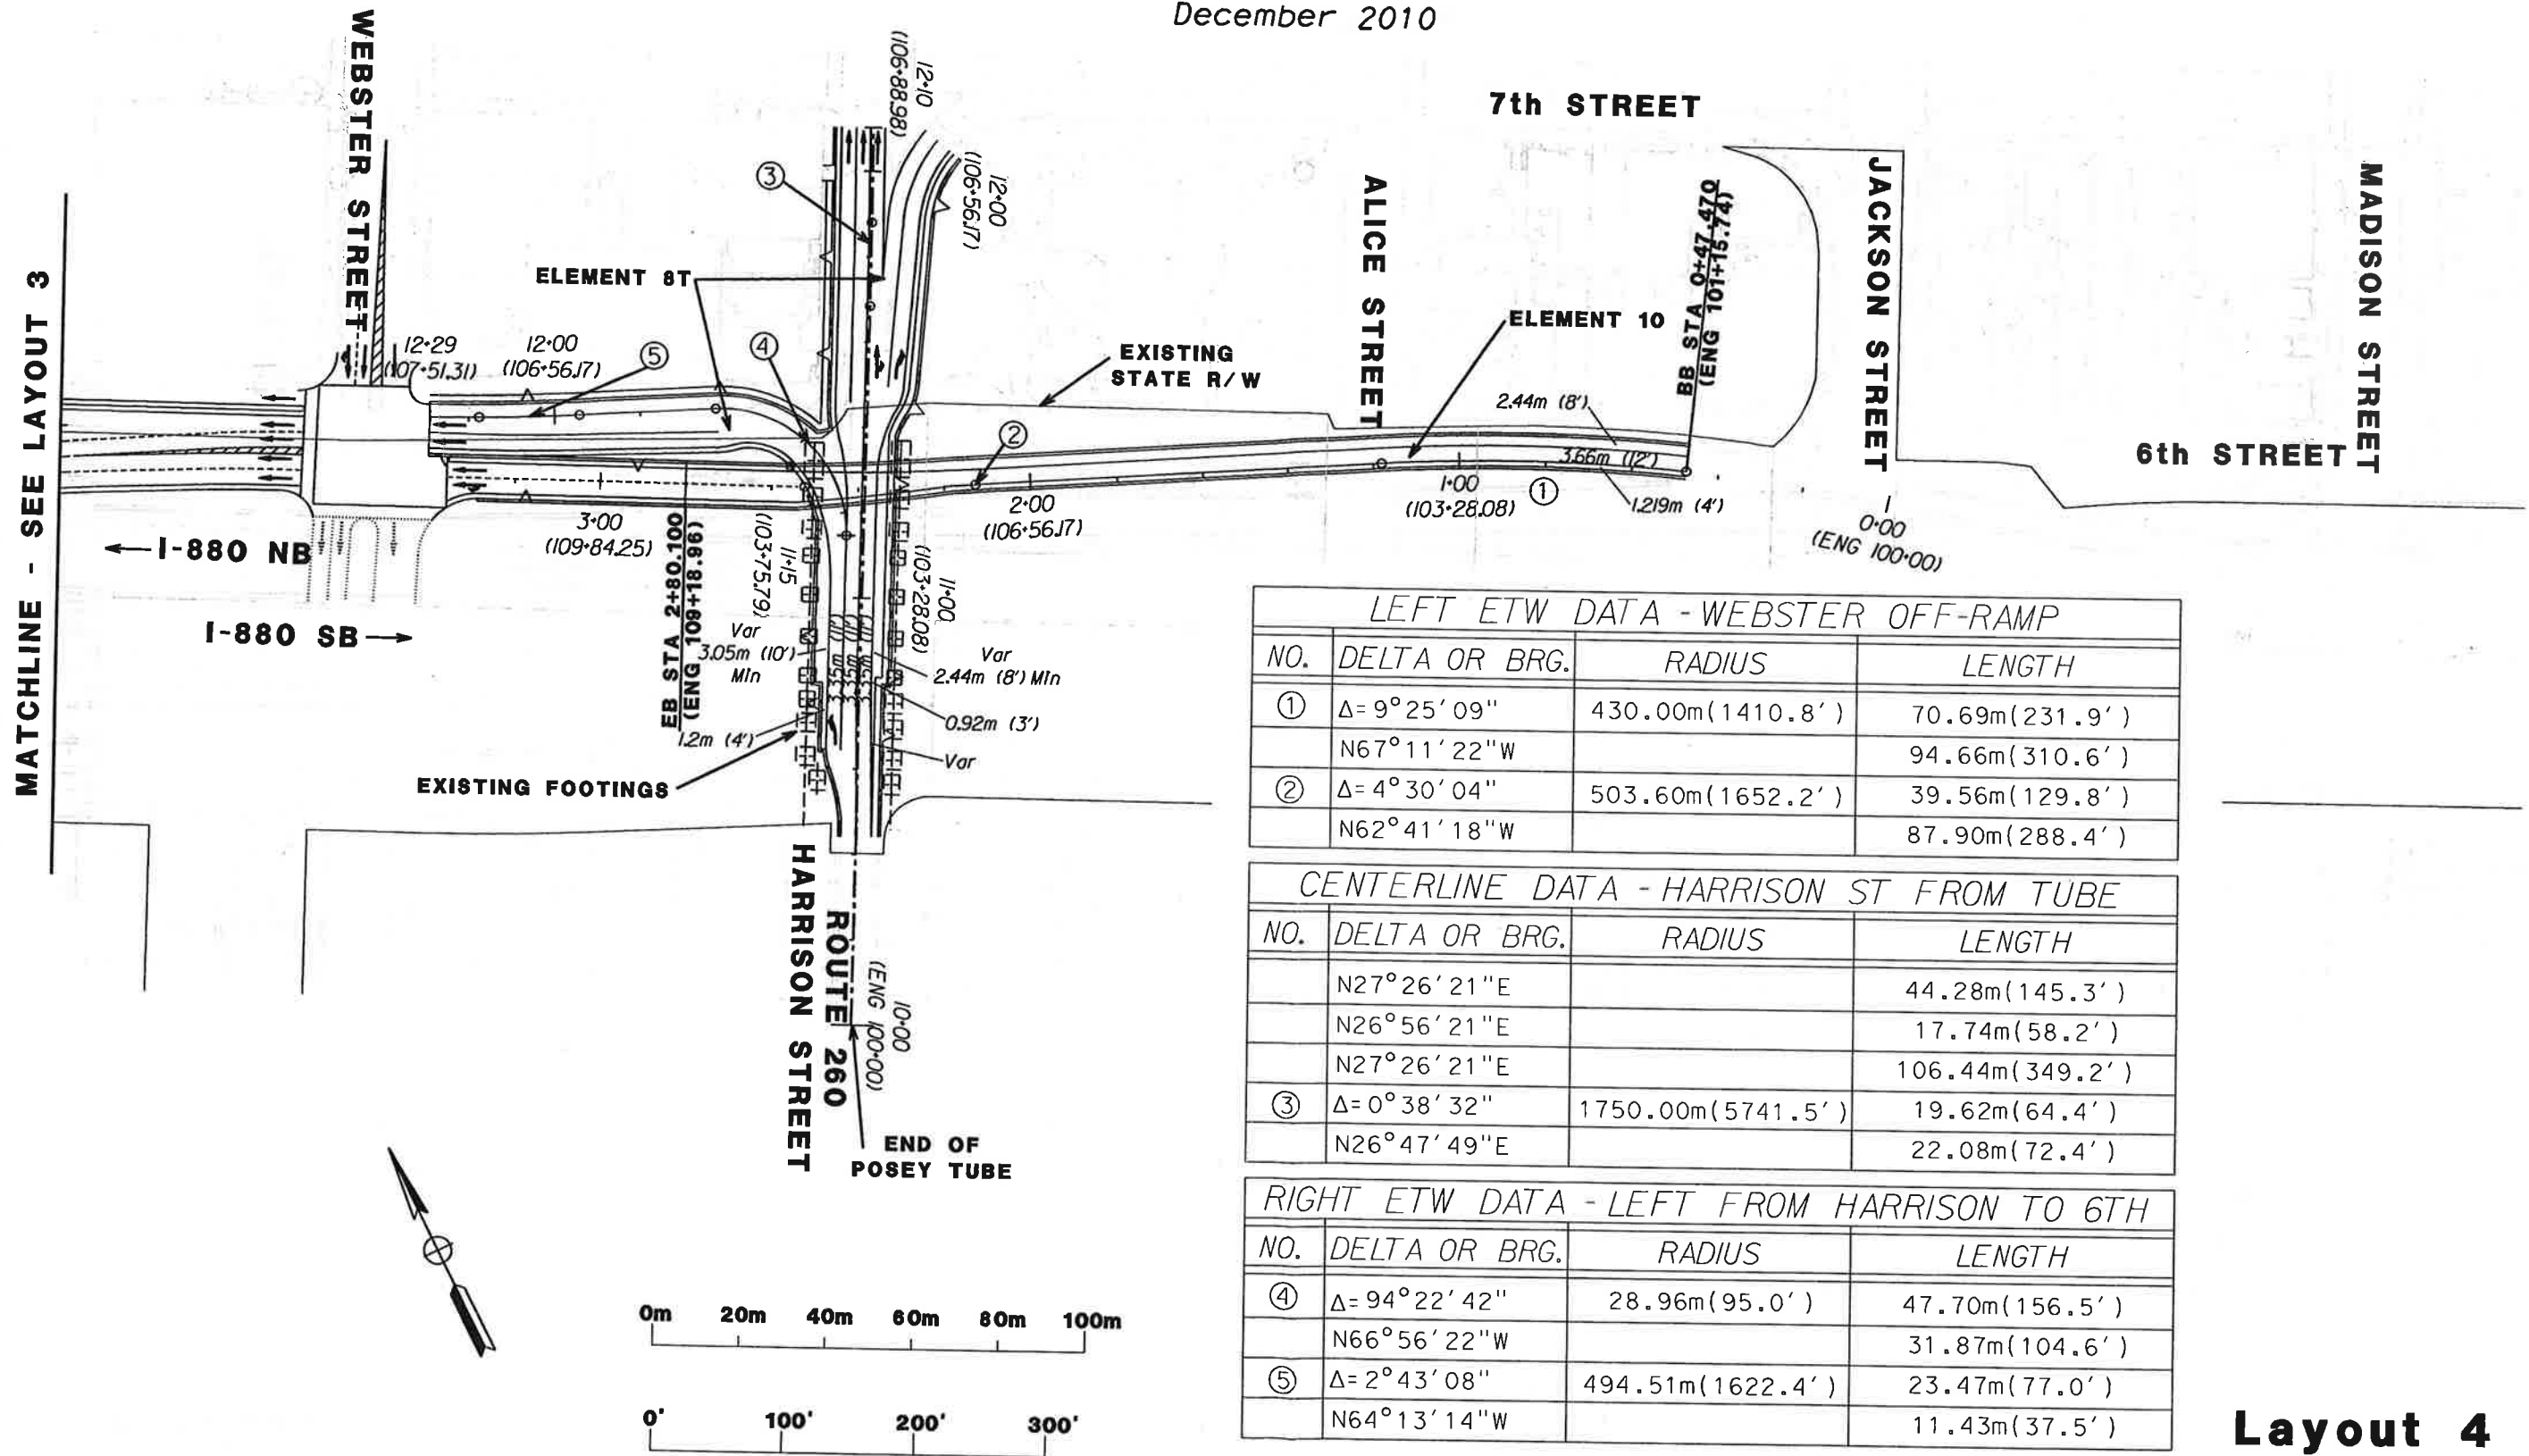 December 2010
WEBSTER STREET
12+10
(106+88.98)
12+00
(106+56.17)
7th STREET
ALICE STREET
JACKSON STREET
MADISON STREET
6th STREET
MATCHLINE - SEE LAYOUT 3
③
ELEMENT 8T
④
⑤
12+29
(107+51.31)
12+00
(106+56.17)
EXISTING
STATE R/W
②
ELEMENT 10
BB STA 0+47.470
(ENG 101+15.74)
2.44m (8')
3.66m (12')
1.219m (4')
①
1+00
(103+28.08)
2+00
(106+56.17)
3+00
(109+84.25)
0+00
(ENG 100+00)
I-880 NB
I-880 SB
EB STA 2+80.100
(ENG 109+18.96)
11+15
(103+75.79)
11+00
(103+28.08)
Var
3.05m (10')
Min
3.35m
3.35m
3.35m
Var
2.44m (8') Min
0.92m (3')
Var
1.2m (4')
EXISTING FOOTINGS
HARRISON STREET
ROUTE 260
10+00
(ENG 100+00)
END OF
POSEY TUBE
0m 20m 40m 60m 80m 100m
0' 100' 200' 300'
LEFT ETW DATA - WEBSTER OFF-RAMP
NO. DELTA OR BRG. RADIUS LENGTH
① Δ= 9°25'09" 430.00m(1410.8') 70.69m(231.9')
N67°11'22"W 94.66m(310.6')
② Δ= 4°30'04" 503.60m(1652.2') 39.56m(129.8')
N62°41'18"W 87.90m(288.4')
CENTERLINE DATA - HARRISON ST FROM TUBE
NO. DELTA OR BRG. RADIUS LENGTH
N27°26'21"E 44.28m(145.3')
N26°56'21"E 17.74m(58.2')
N27°26'21"E 106.44m(349.2')
③ Δ= 0°38'32" 1750.00m(5741.5') 19.62m(64.4')
N26°47'49"E 22.08m(72.4')
RIGHT ETW DATA - LEFT FROM HARRISON TO 6TH
NO. DELTA OR BRG. RADIUS LENGTH
④ Δ= 94°22'42" 28.96m(95.0') 47.70m(156.5')
N66°56'22"W 31.87m(104.6')
⑤ Δ= 2°43'08" 494.51m(1622.4') 23.47m(77.0')
N64°13'14"W 11.43m(37.5')
Layout 4